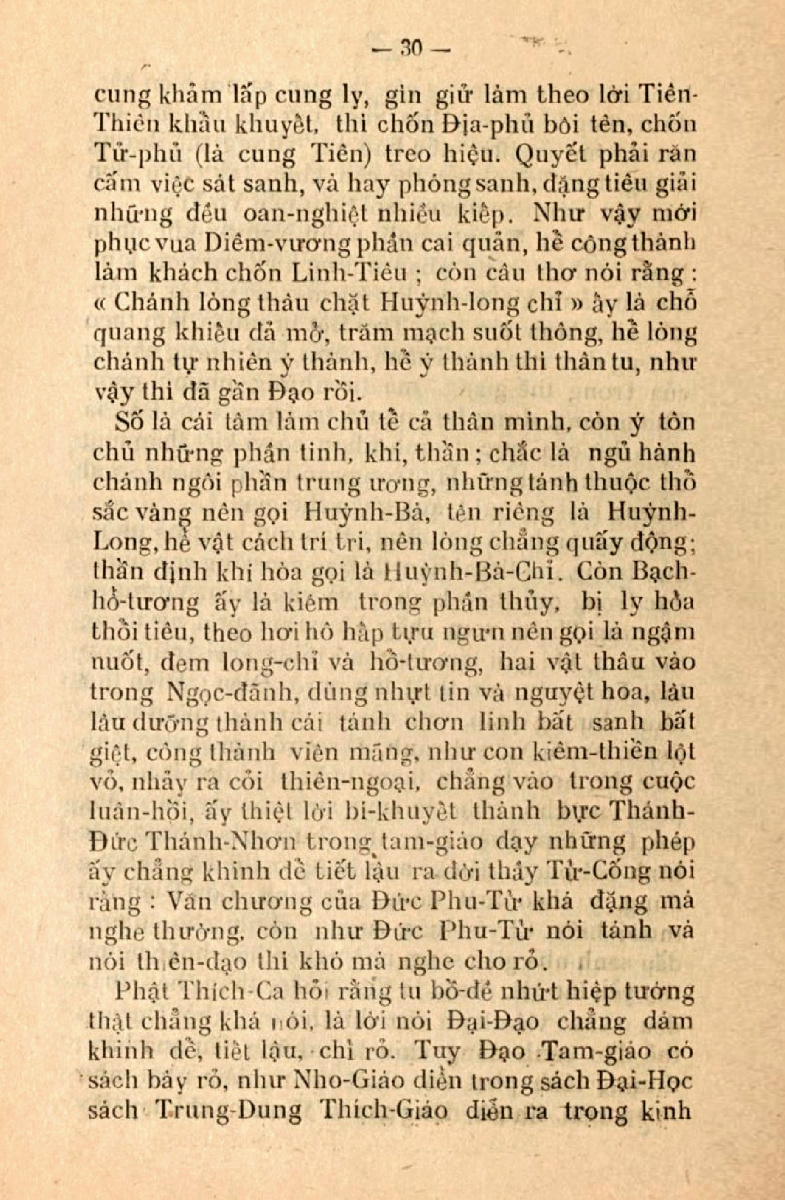 — 30 —
cung khảm lấp cung ly, gìn giử làm theo lời Tiên-
Thiên khẩu khuyết, thì chốn Địa-phủ bôi tên, chốn
Tử-phủ (là cung Tiên) treo hiệu. Quyết phải răn
cấm việc sát sanh, và hay phóng sanh, đặng tiêu giải
những đều oan-nghiệt nhiều kiếp. Như vậy mới
phục vua Diêm-vương phần cai quản, hề công thành
làm khách chốn Linh-Tiêu ; còn câu thơ nói rằng :
« Chánh lòng thâu chặt Huỳnh-long chỉ » ấy là chỗ
quang khiếu đả mở, trăm mạch suốt thông, hề lòng
chánh tự nhiên ý thành, hề ý thành thì thân tu, như
vậy thì đã gần Đạo rồi.
Số là cái tâm làm chủ tể cả thân mình, còn ý tôn
chủ những phần tinh, khí, thần ; chắc là ngủ hành
chánh ngôi phần trung ương, những tánh thuộc thổ
sắc vàng nên gọi Huỳnh-Bà, tên riêng là Huỳnh-
Long, hề vật cách trí tri, nên lòng chẳng quấy động;
thần định khí hòa gọi là Huỳnh-Bà-Chỉ. Còn Bạch-
hổ-tương ấy là kiêm trong phần thủy, bị ly hỏa
thổi tiêu, theo hơi hô hấp tựu ngưn nên gọi là ngậm
nuốt, đem long-chỉ và hổ-tương, hai vật thâu vào
trong Ngọc-đãnh, dùng nhựt tin và nguyệt hoa, lâu
lâu dưỡng thành cái tánh chơn linh bất sanh bất
giệt, công thành viên mãng, như con kiêm-thiền lột
vỏ, nhảy ra cỏi thiên-ngoại, chẳng vào trong cuộc
luân-hồi, ấy thiệt lời bí-khuyết thành bực Thánh-
Đức Thánh-Nhơn trong tam-giáo dạy những phép
ấy chẳng khinh dể tiết lậu ra đời thầy Tử-Cống nói
rằng : Văn chương của Đức Phu-Tử khá đặng mà
nghe thường, còn như Đức Phu-Tử nói tánh và
nói thiên-đạo thì khó mà nghe cho rỏ.
Phật Thích-Ca hỏi rằng tu bồ-đề nhứt hiệp tướng
thật chẳng khá nói, là lời nói Đại-Đạo chẳng dám
khinh dể, tiết lậu, chỉ rỏ. Tuy Đạo Tam-giáo có
sách bày rỏ, như Nho-Giáo diển trong sách Đại-Học
sách Trung-Dung Thích-Giáo diển ra trong kinh